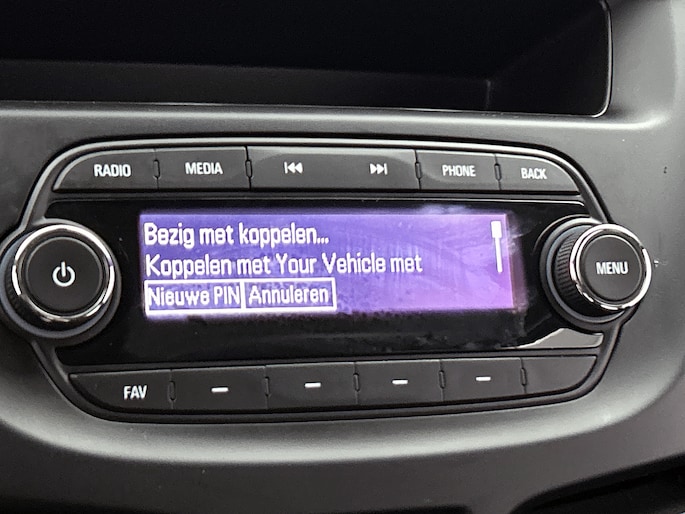 RADIO MEDIA PHONE BACK
Bezig met koppelen...
Koppelen met Your Vehicle met
Nieuwe PIN Annuleren
MENU
FAV